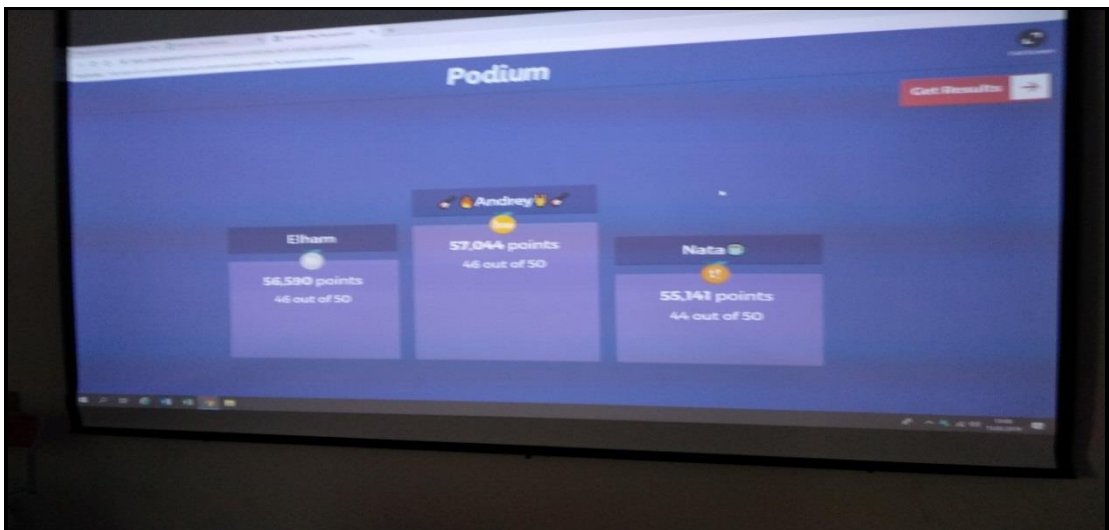 Podium
Get Results
Andrey
57,044 points
46 out of 50
Elham
56,590 points
46 out of 50
Nata
55,141 points
44 out of 50